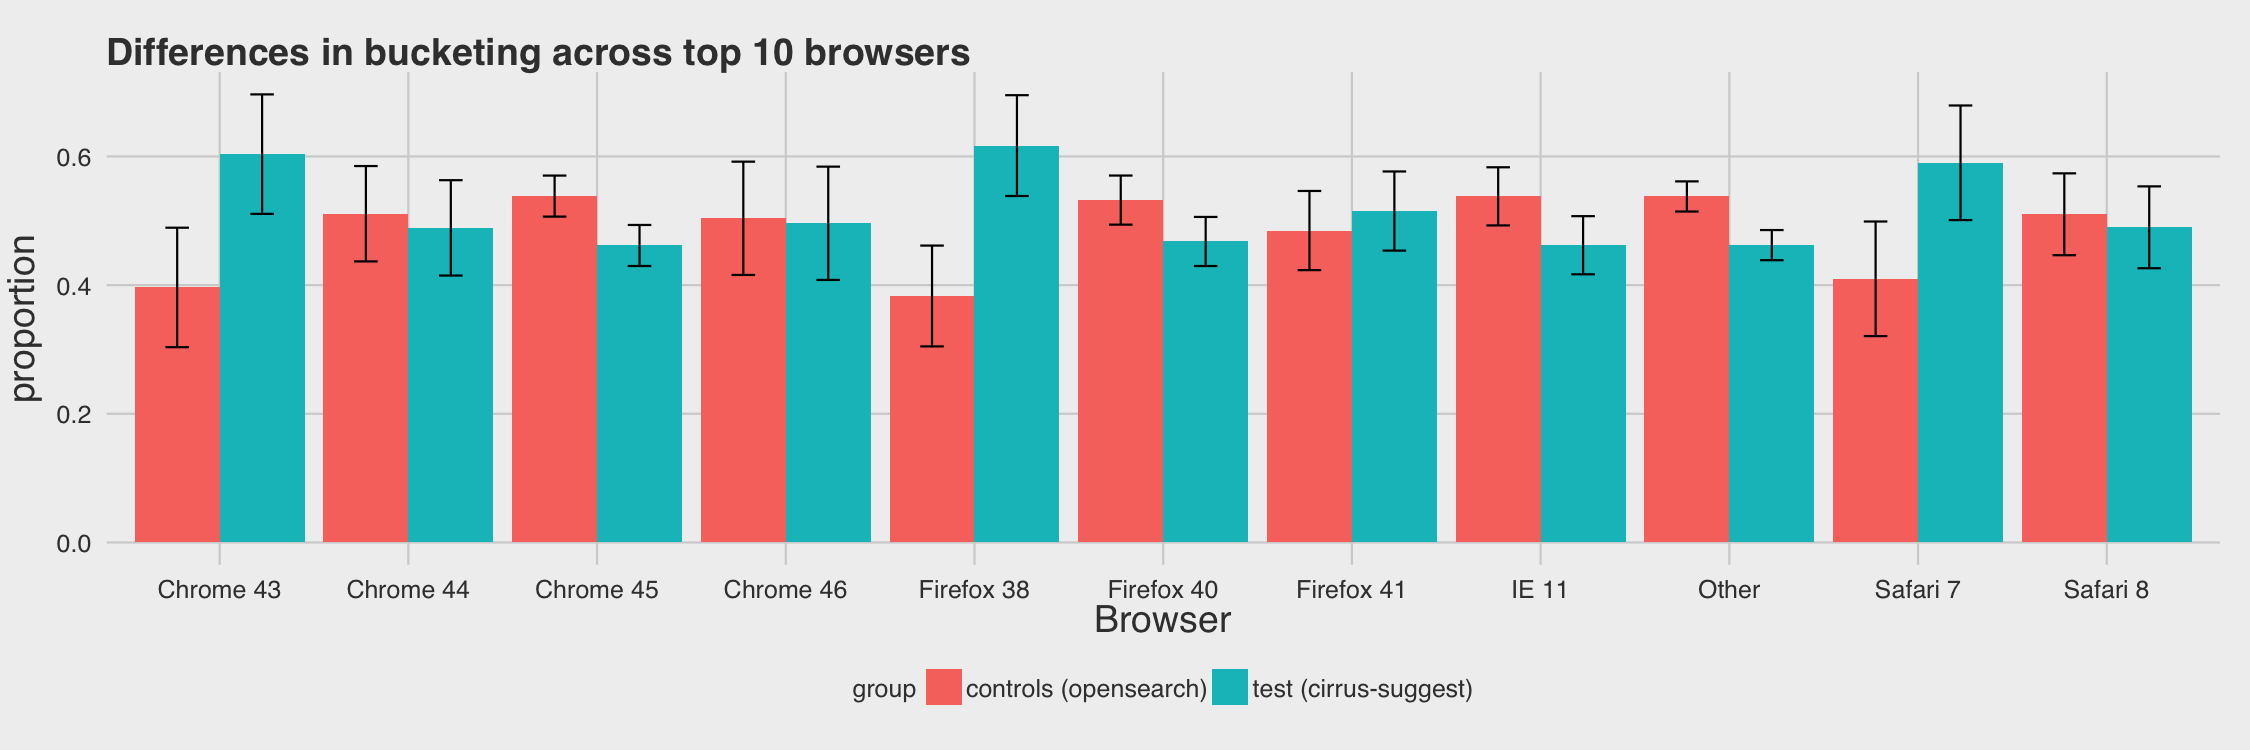 Differences in bucketing across top 10 browsers
proportion
0.6
0.4
0.2
0.0
Chrome 43 Chrome 44 Chrome 45 Chrome 46 Firefox 38 Firefox 40 Firefox 41 IE 11 Other Safari 7 Safari 8
Browser
group controls (opensearch) test (cirrus-suggest)